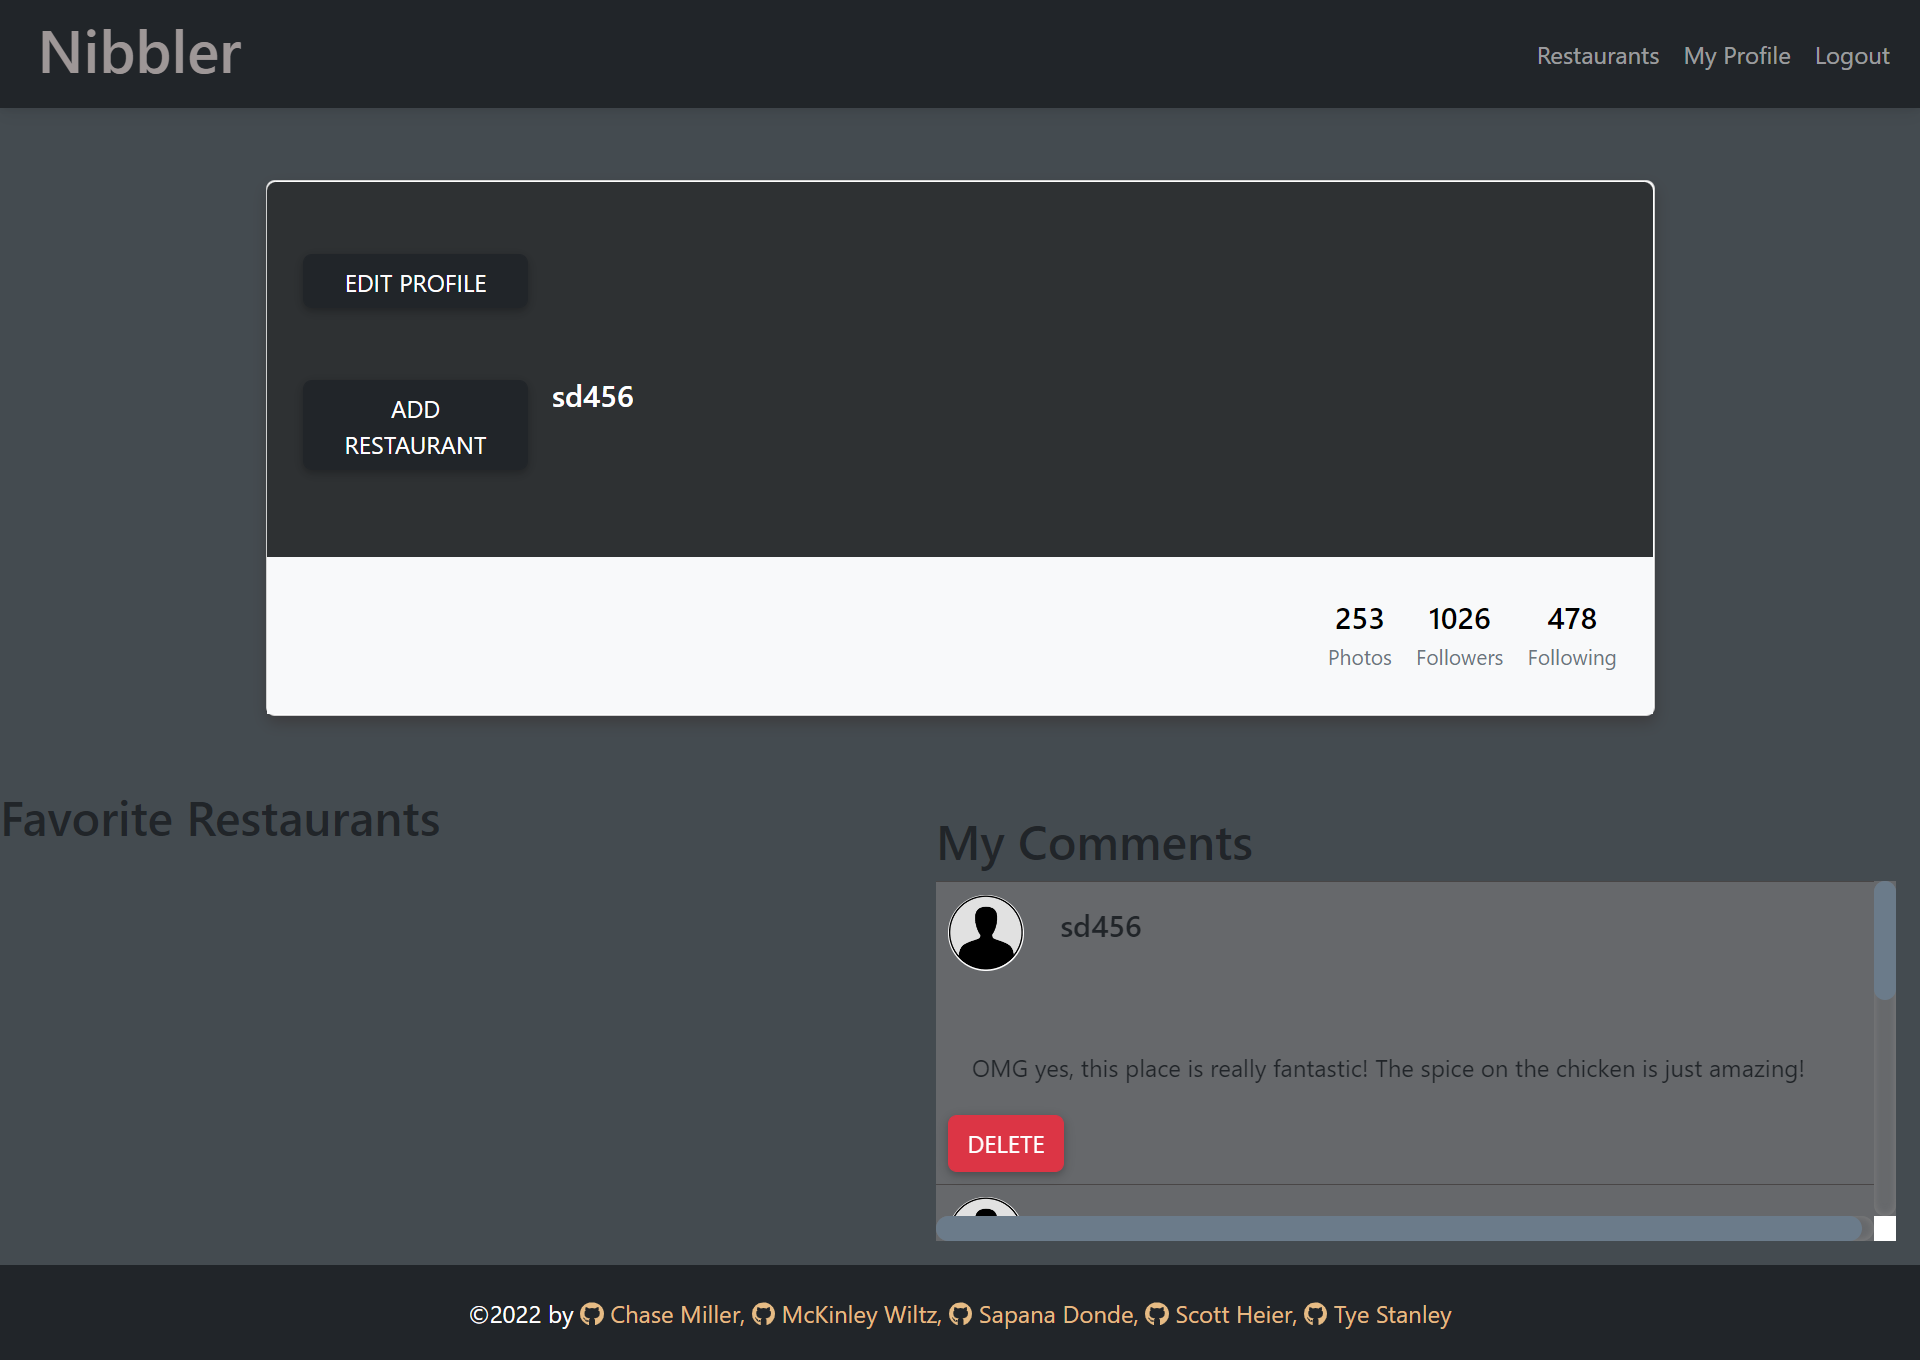 Nibbler
Restaurants My Profile Logout
EDIT PROFILE
ADD
RESTAURANT
sd456
253 1026 478
Photos Followers Following
Favorite Restaurants
My Comments
sd456
OMG yes, this place is really fantastic! The spice on the chicken is just amazing!
DELETE
©2022 by Chase Miller, McKinley Wiltz, Sapana Donde, Scott Heier, Tye Stanley